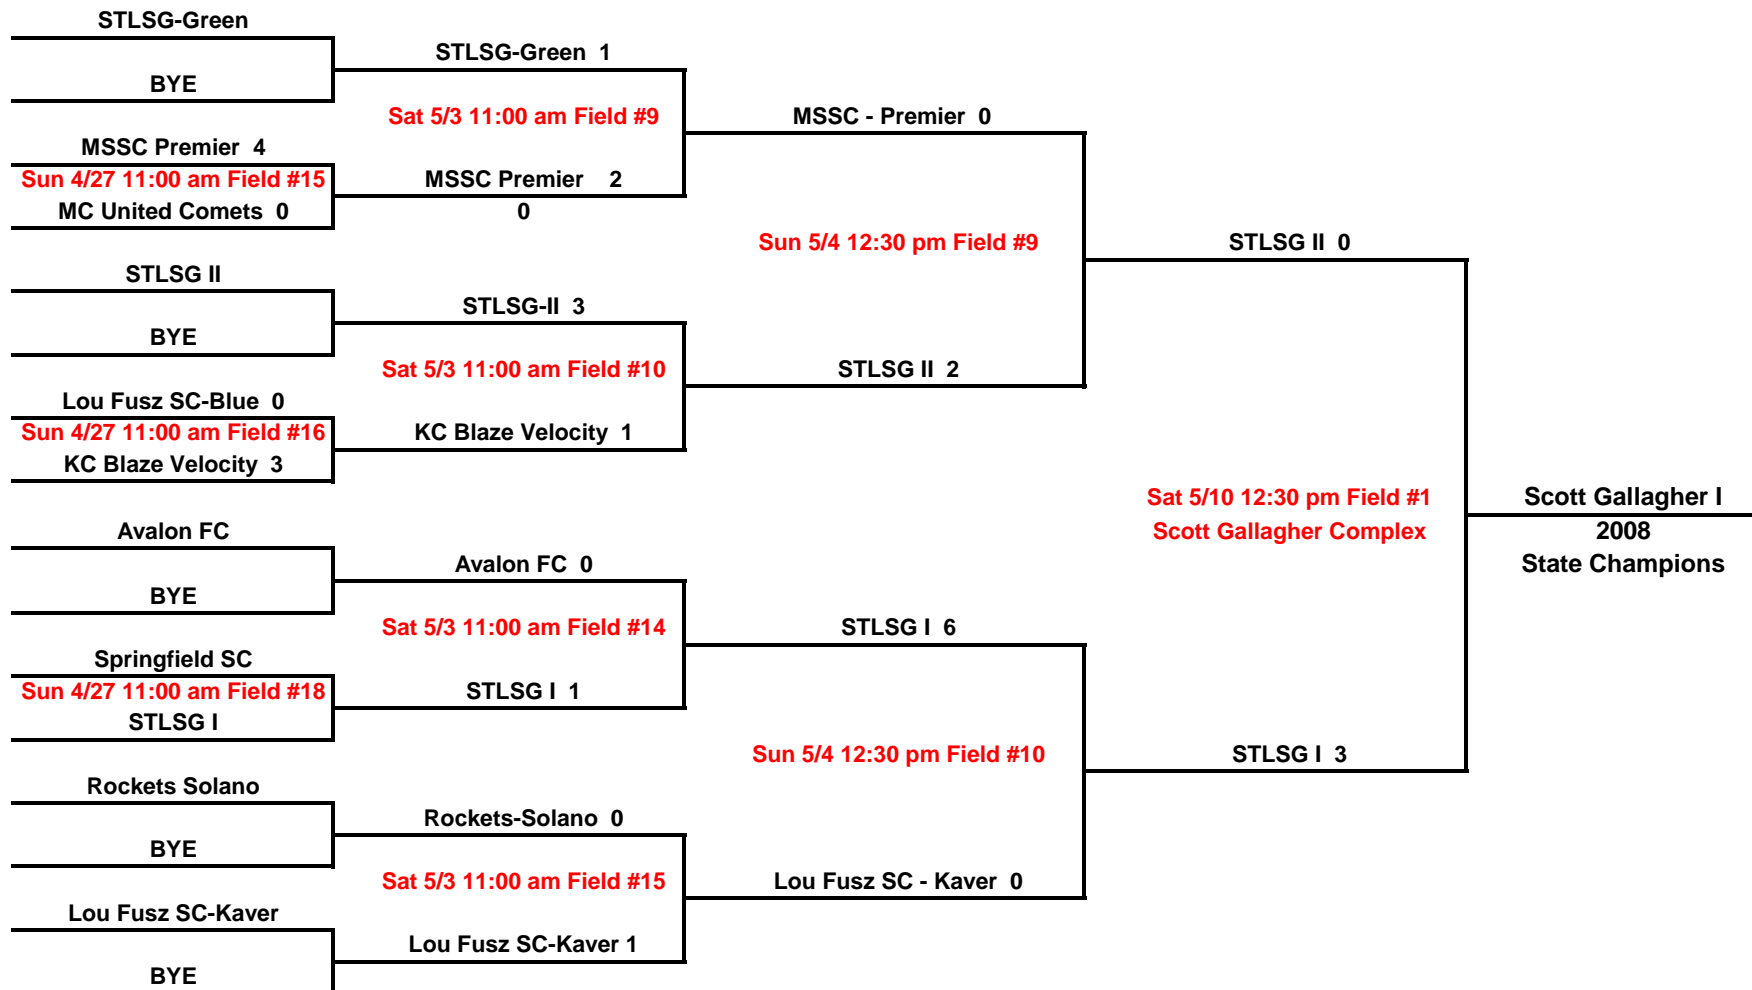 STLSG-Green
BYE
MSSC Premier 4
Sun 4/27 11:00 am Field #15
MC United Comets 0
STLSG II
BYE
Lou Fusz SC-Blue 0
Sun 4/27 11:00 am Field #16
KC Blaze Velocity 3
Avalon FC
BYE
Springfield SC
Sun 4/27 11:00 am Field #18
STLSG I
Rockets Solano
BYE
Lou Fusz SC-Kaver
BYE
STLSG-Green 1
Sat 5/3 11:00 am Field #9
MSSC Premier 2
0
STLSG-II 3
Sat 5/3 11:00 am Field #10
KC Blaze Velocity 1
Avalon FC 0
Sat 5/3 11:00 am Field #14
STLSG I 1
Rockets-Solano 0
Sat 5/3 11:00 am Field #15
Lou Fusz SC-Kaver 1
MSSC - Premier 0
Sun 5/4 12:30 pm Field #9
STLSG II 2
STLSG I 6
Sun 5/4 12:30 pm Field #10
Lou Fusz SC - Kaver 0
STLSG II 0
Sat 5/10 12:30 pm Field #1
Scott Gallagher Complex
STLSG I 3
Scott Gallagher I
2008
State Champions